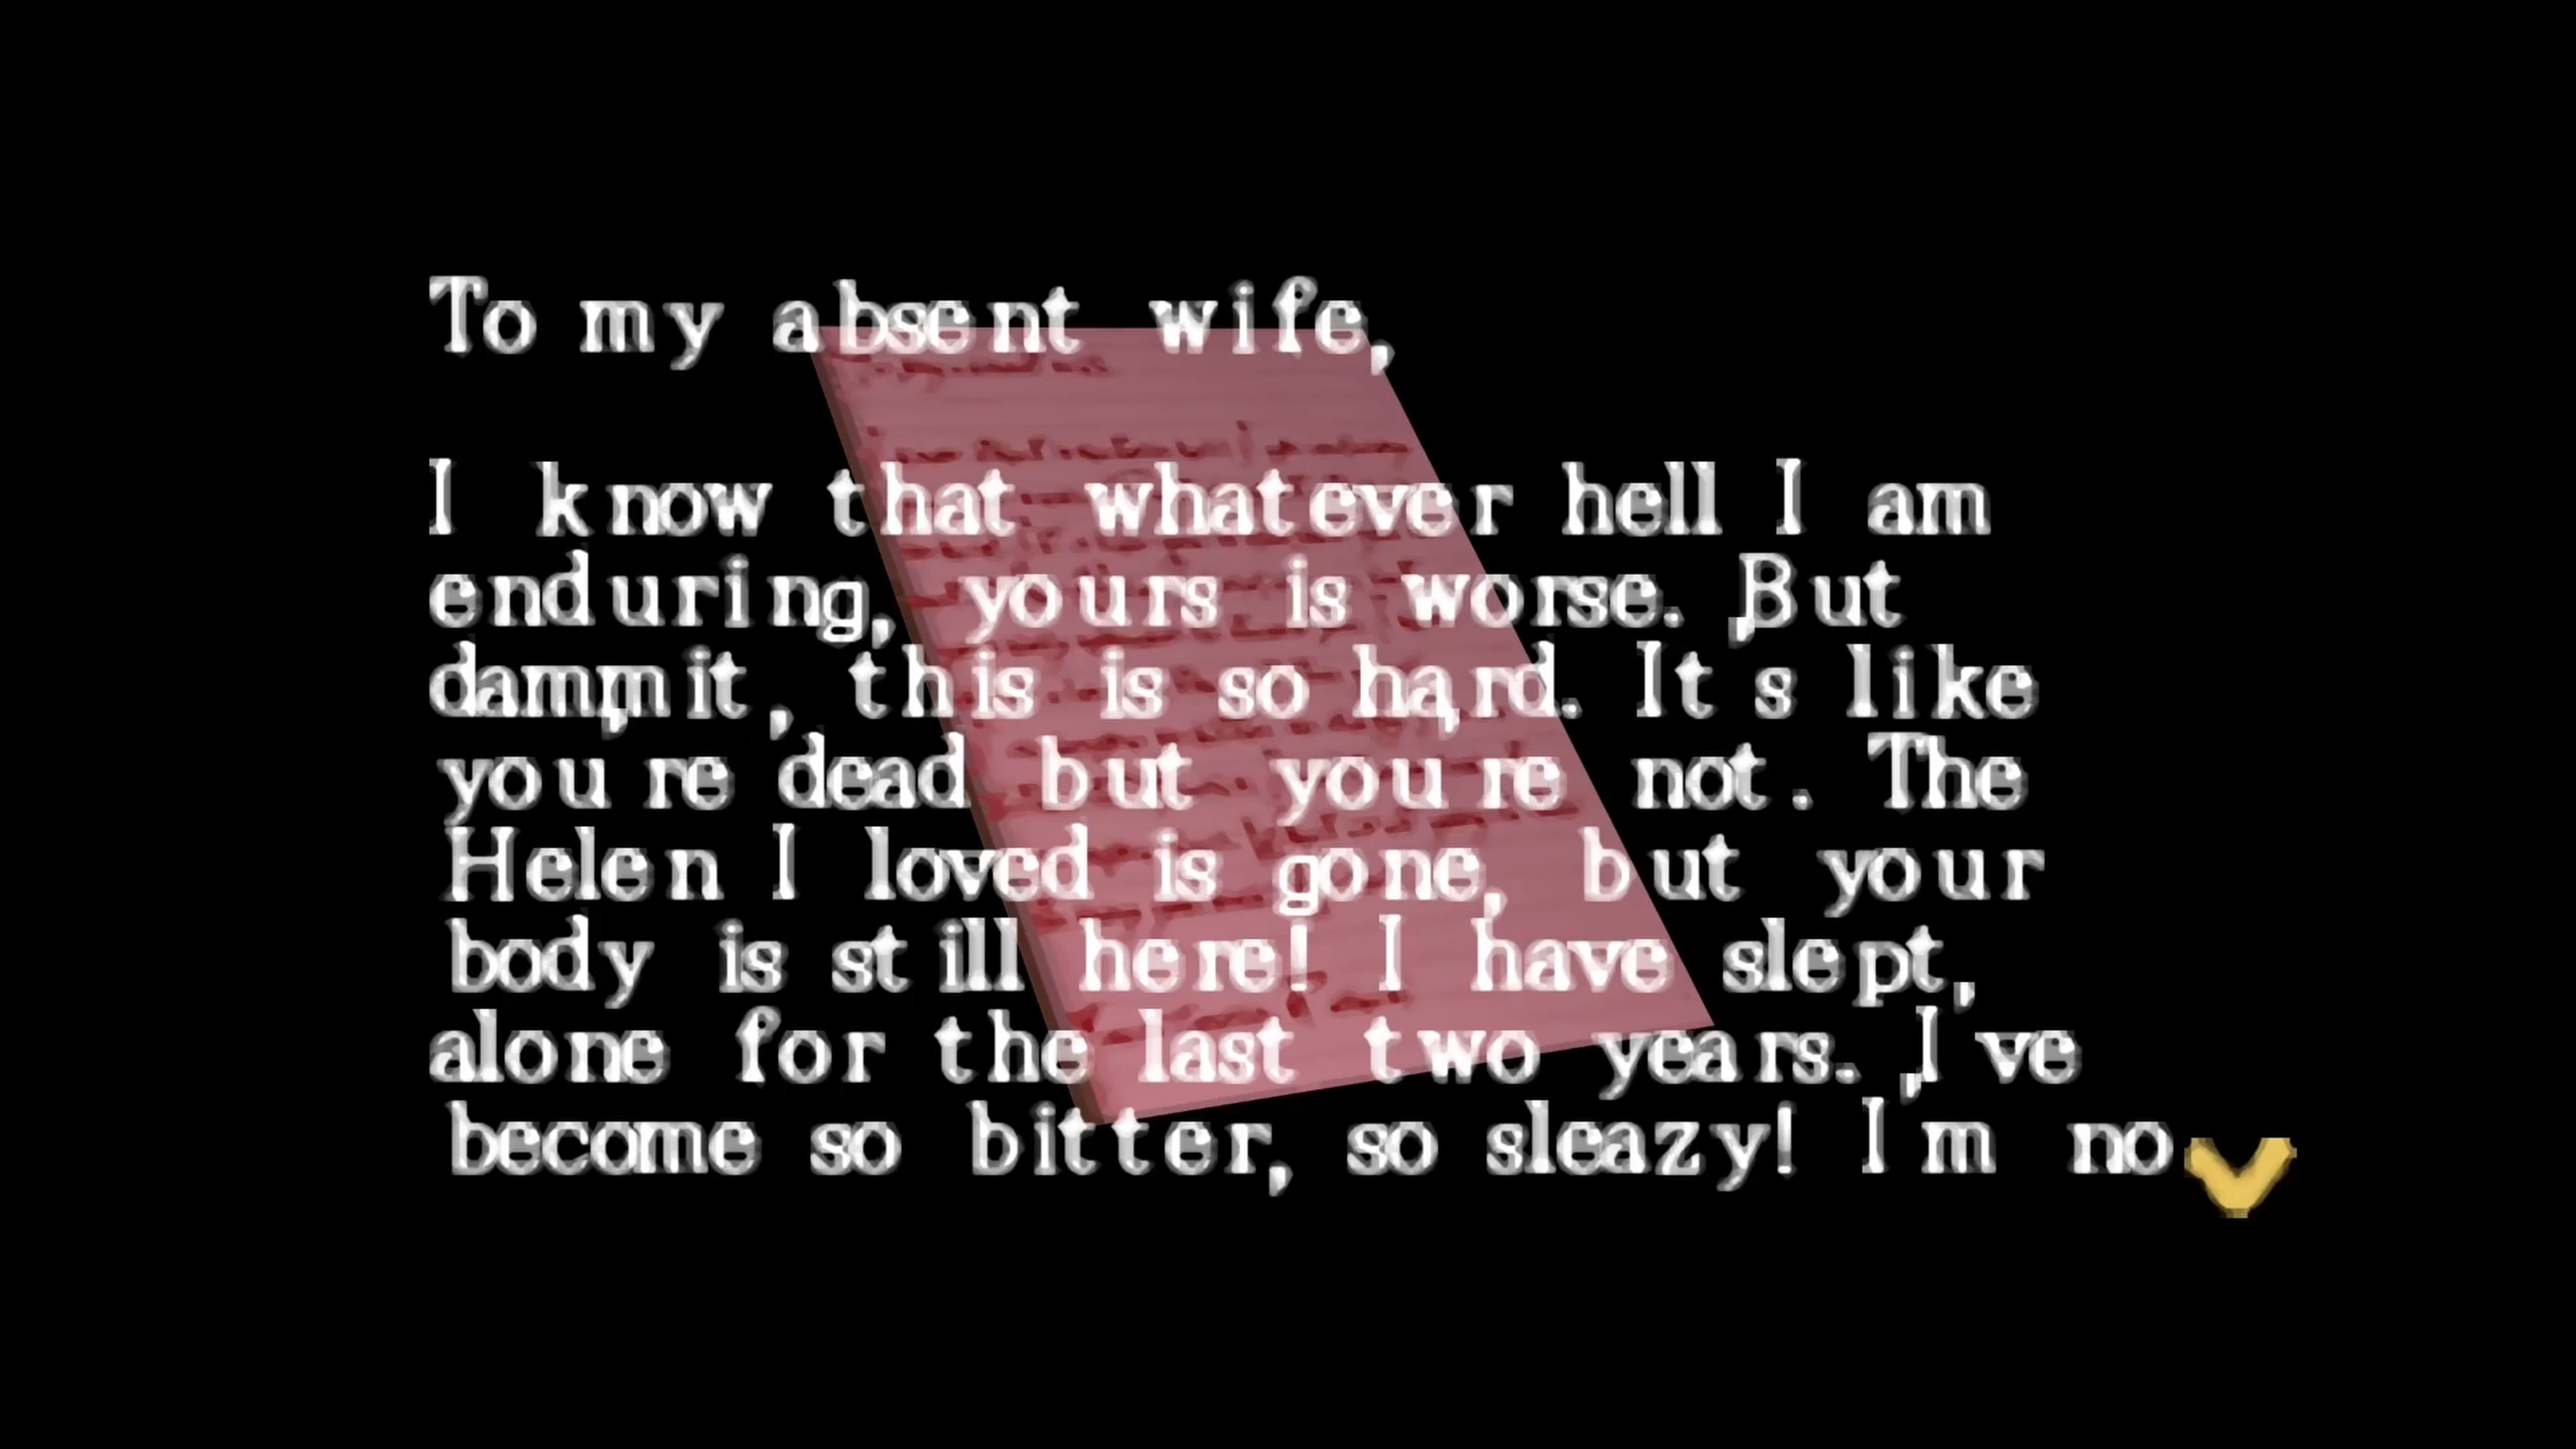 To my absent wife,
I know that whatever hell I am
enduring, yours is worse. But
dammit, this is so hard. It's like
you're dead but you're not. The
Helen I loved is gone, but your
body is still here! I have slept
alone for the last two years. I've
become so bitter, so sleazy! I'm no